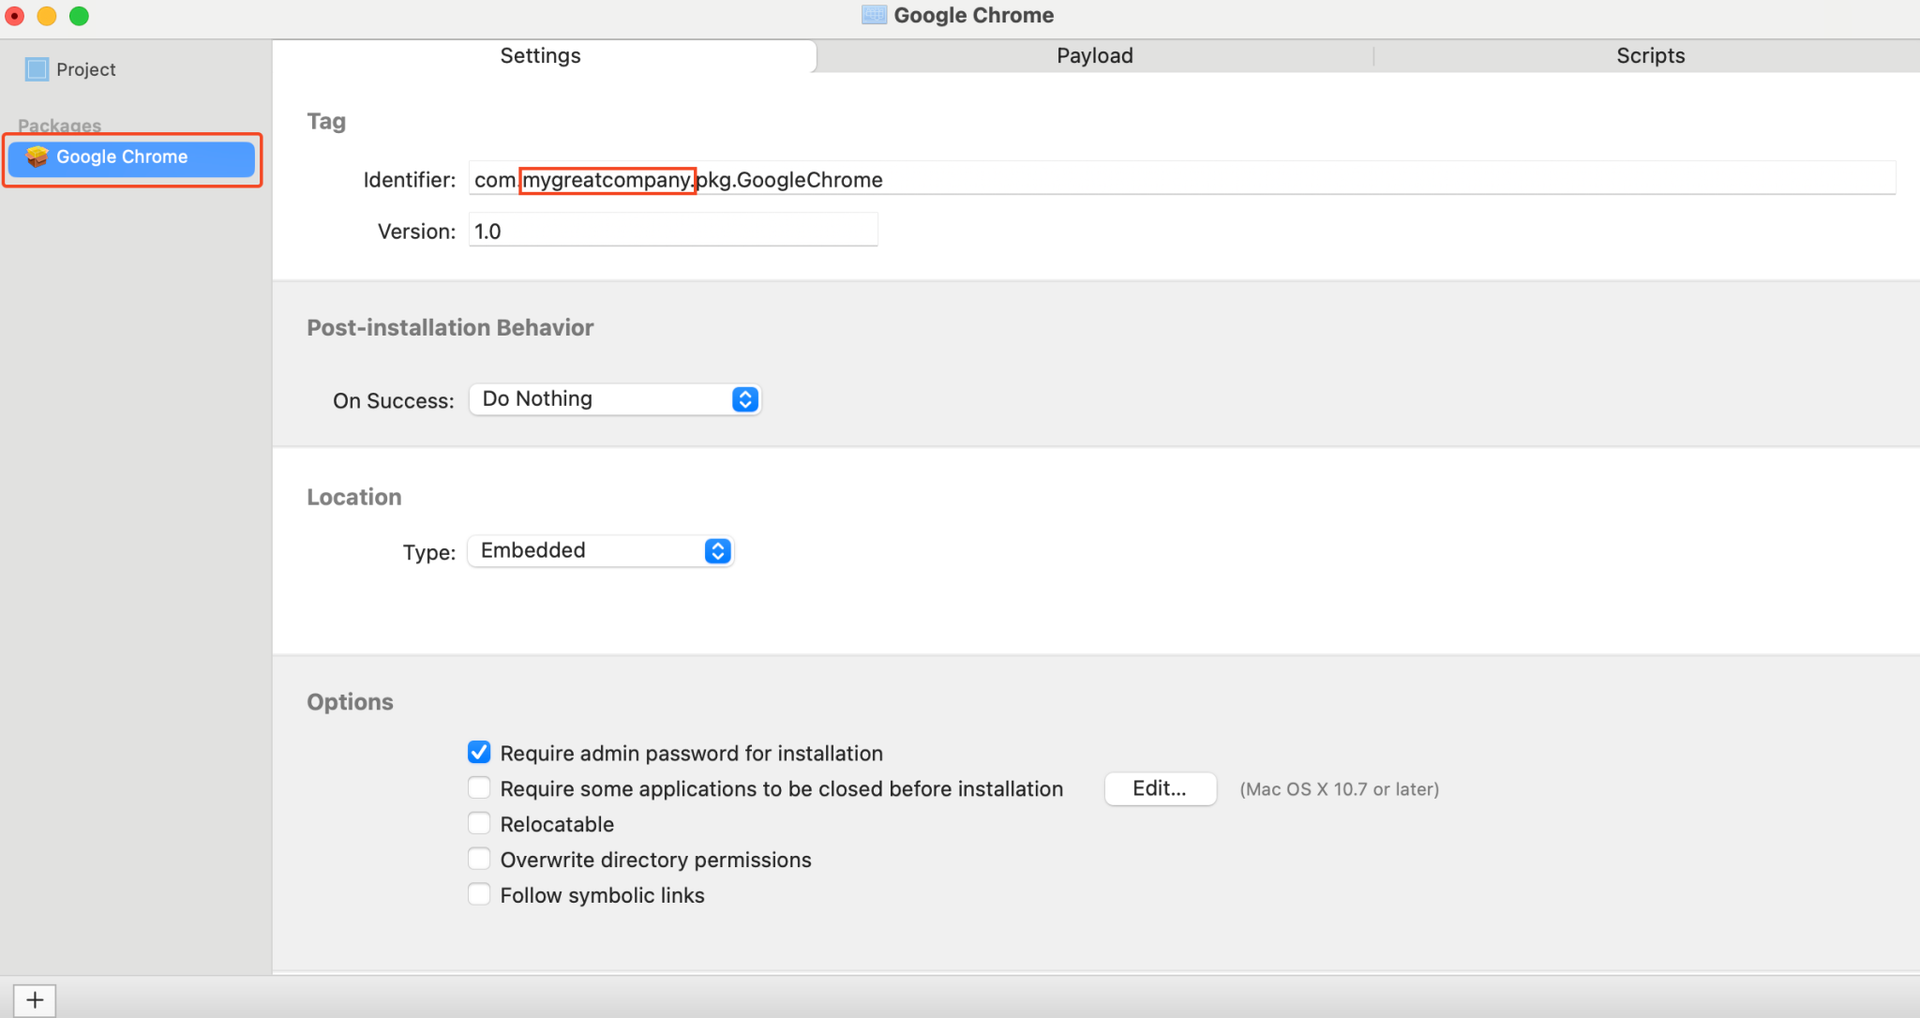 Google Chrome
Project
Settings
Payload
Scripts
Packages
Google Chrome
Tag
Identifier: com.mygreatcompany.pkg.GoogleChrome
Version: 1.0
Post-installation Behavior
On Success: Do Nothing
Location
Type: Embedded
Options
Require admin password for installation
Require some applications to be closed before installation Edit... (Mac OS X 10.7 or later)
Relocatable
Overwrite directory permissions
Follow symbolic links
+